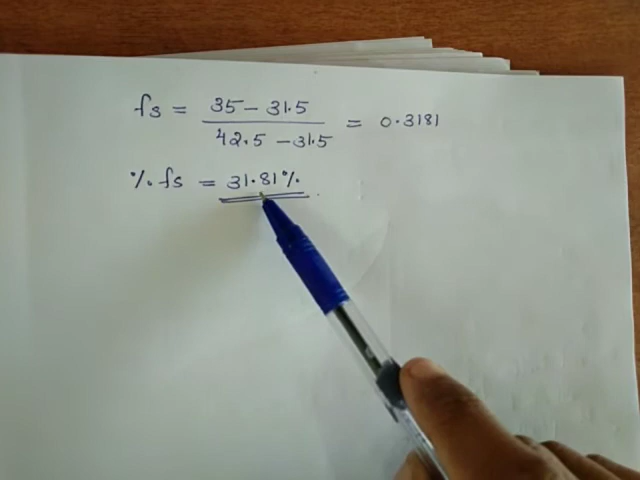 fs = 35 - 31.5 / 42.5 - 31.5 = 0.3181
% fs = 31.81%